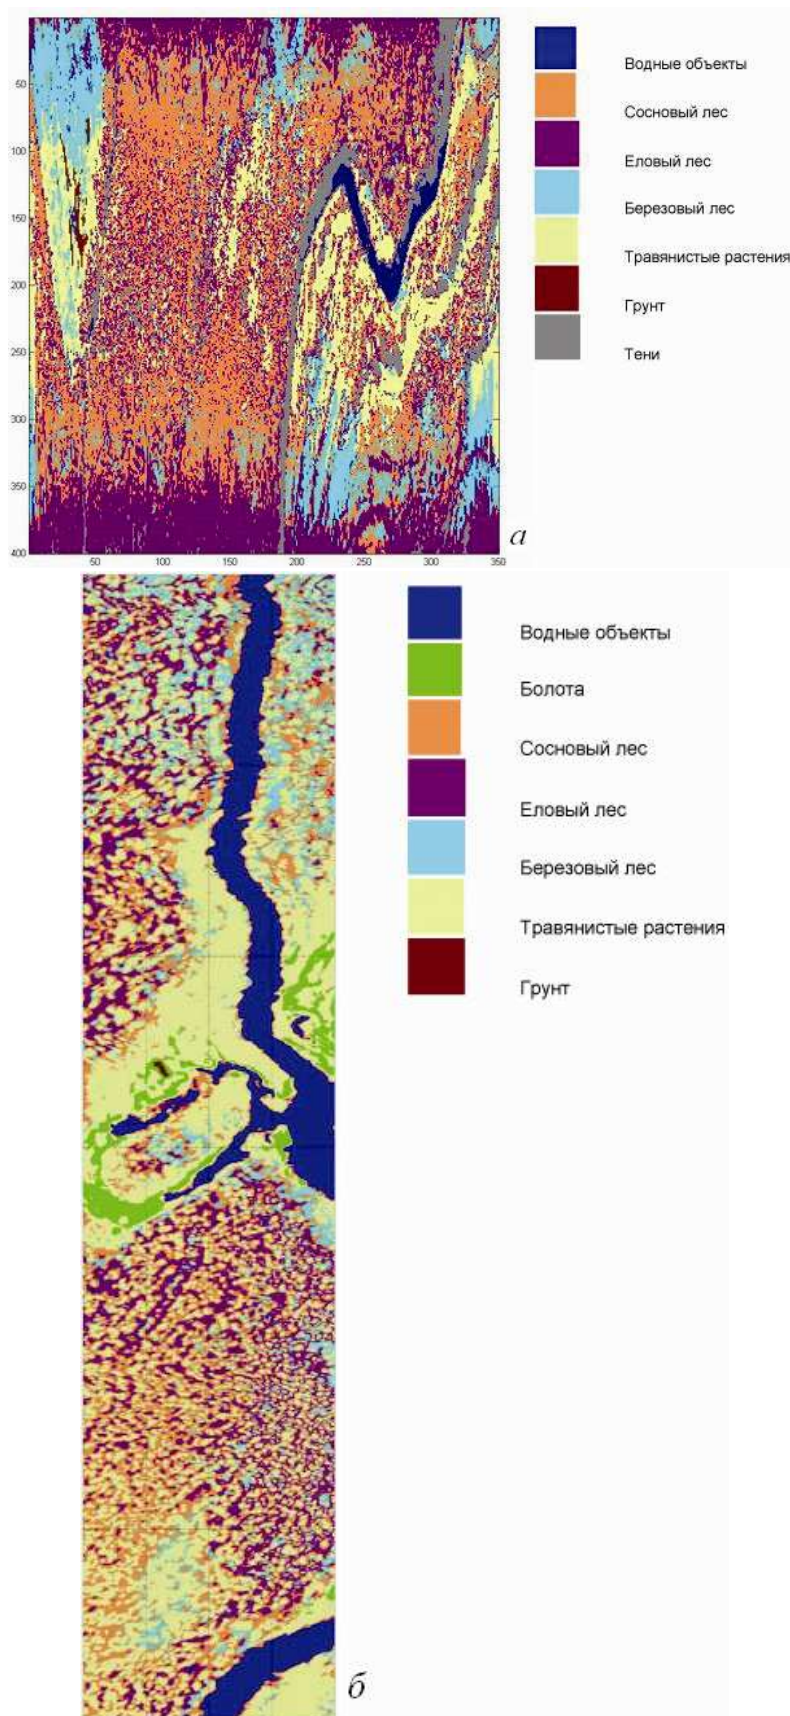 50
100
150
200
250
300
350
400
50
100
150
200
250
300
350
Водные объекты
Сосновый лес
Еловый лес
Березовый лес
Травянистые растения
Грунт
Тени
а
Водные объекты
Болота
Сосновый лес
Еловый лес
Березовый лес
Травянистые растения
Грунт
б